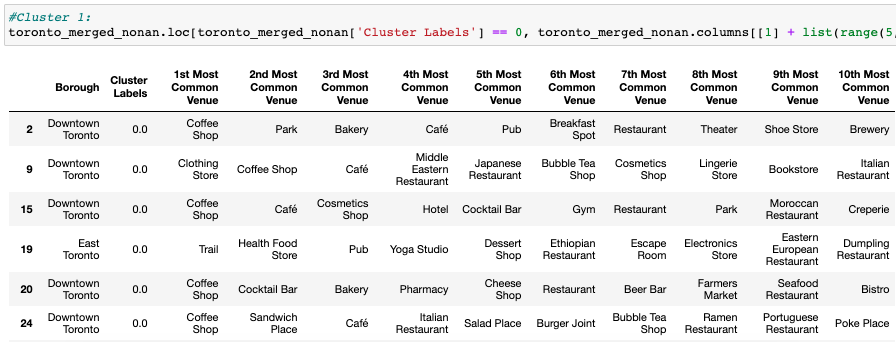 #Cluster 1:
toronto_merged_nonan.loc[toronto_merged_nonan['Cluster Labels'] == 0, toronto_merged_nonan.columns[[1] + list(range(5,
Borough Cluster Labels 1st Most Common Venue 2nd Most Common Venue 3rd Most Common Venue 4th Most Common Venue 5th Most Common Venue 6th Most Common Venue 7th Most Common Venue 8th Most Common Venue 9th Most Common Venue 10th Most Common Venue
2 Downtown Toronto 0.0 Coffee Shop Park Bakery Café Pub Breakfast Spot Restaurant Theater Shoe Store Brewery
9 Downtown Toronto 0.0 Clothing Store Coffee Shop Café Middle Eastern Restaurant Japanese Restaurant Bubble Tea Shop Cosmetics Shop Lingerie Store Bookstore Italian Restaurant
15 Downtown Toronto 0.0 Coffee Shop Café Cosmetics Shop Hotel Cocktail Bar Gym Restaurant Park Moroccan Restaurant Creperie
19 East Toronto 0.0 Trail Health Food Store Pub Yoga Studio Dessert Shop Ethiopian Restaurant Escape Room Electronics Store Eastern European Restaurant Dumpling Restaurant
20 Downtown Toronto 0.0 Coffee Shop Cocktail Bar Bakery Pharmacy Cheese Shop Restaurant Beer Bar Farmers Market Seafood Restaurant Bistro
24 Downtown Toronto 0.0 Coffee Shop Sandwich Place Café Italian Restaurant Salad Place Burger Joint Bubble Tea Shop Ramen Restaurant Portuguese Restaurant Poke Place